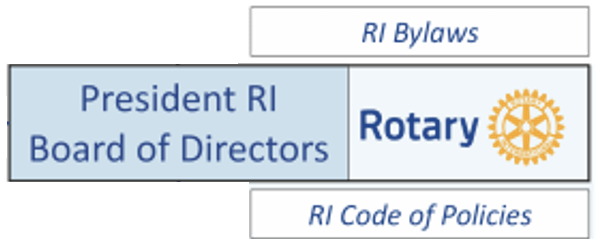 RI Bylaws
President RI
Board of Directors
Rotary
RI Code of Policies